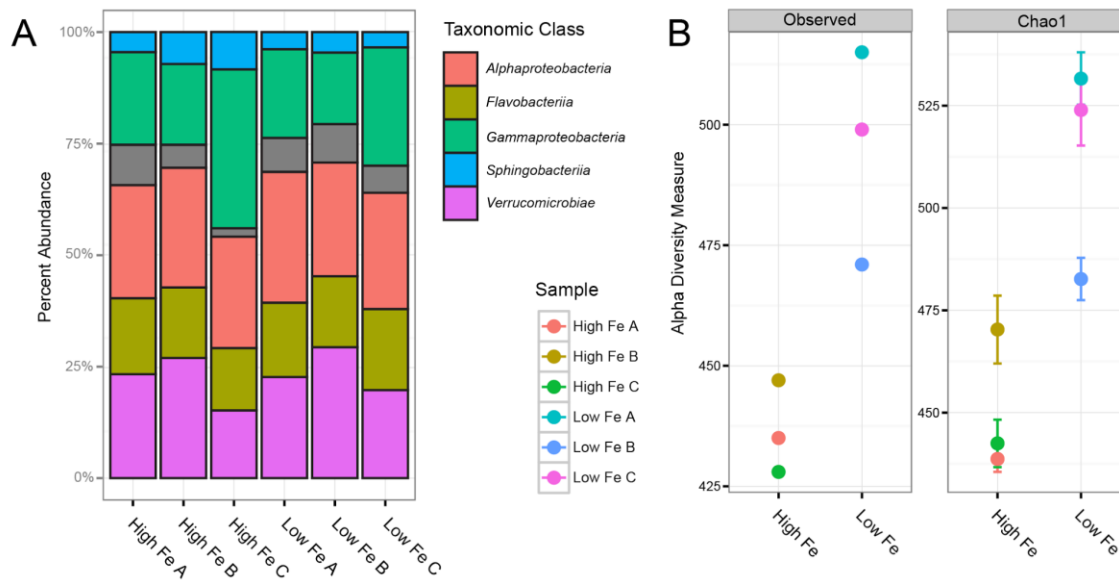 A
Percent Abundance
100%
75%
50%
25%
0%
High Fe A
High Fe B
High Fe C
Low Fe A
Low Fe B
Low Fe C
Taxonomic Class
Alphaproteobacteria
Flavobacteriia
Gammaproteobacteria
Sphingobacteriia
Verrucomicrobiae
Sample
High Fe A
High Fe B
High Fe C
Low Fe A
Low Fe B
Low Fe C
B
Alpha Diversity Measure
Observed
500
475
450
425
High Fe
Low Fe
Chao1
525
500
475
450
High Fe
Low Fe